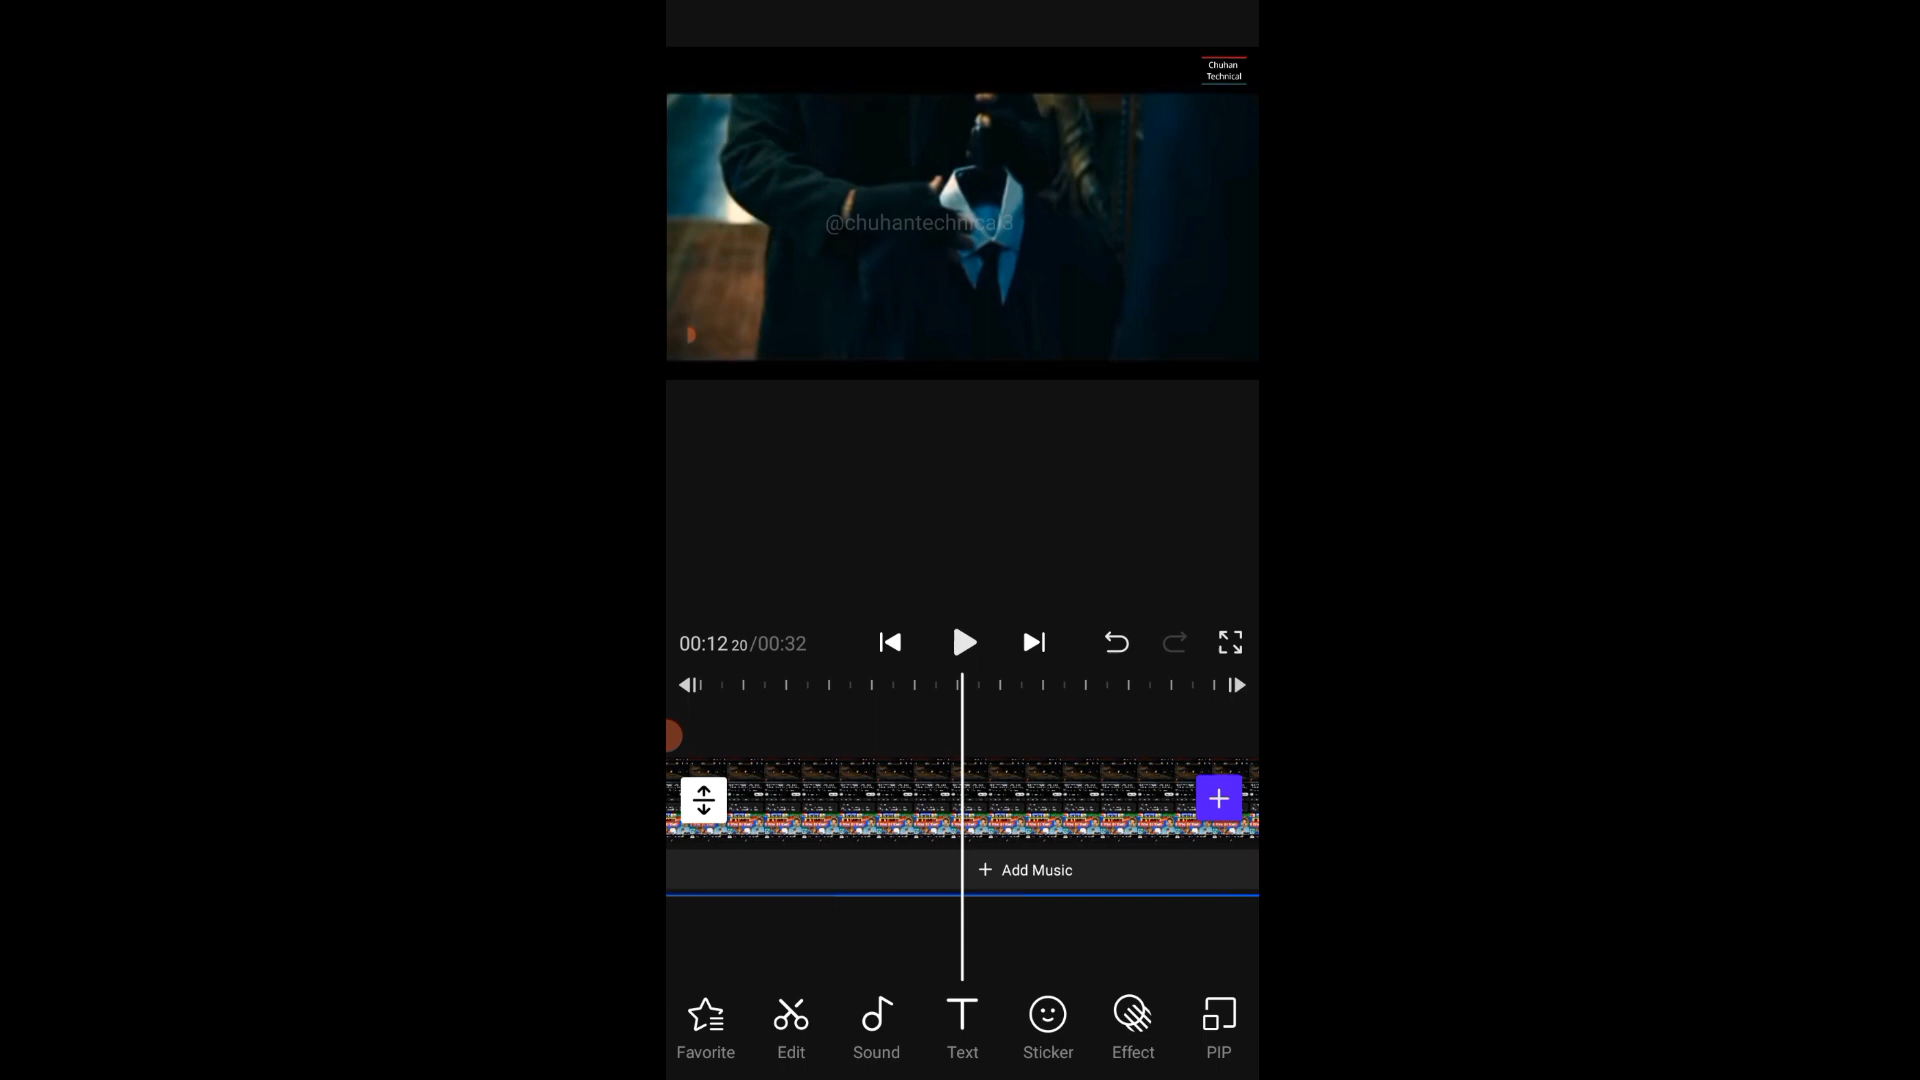 Chuhan
Technical
@chuhantechnical3
00:12 20/00:32
+ Add Music
Favorite
Edit
Sound
Text
Sticker
Effect
PIP